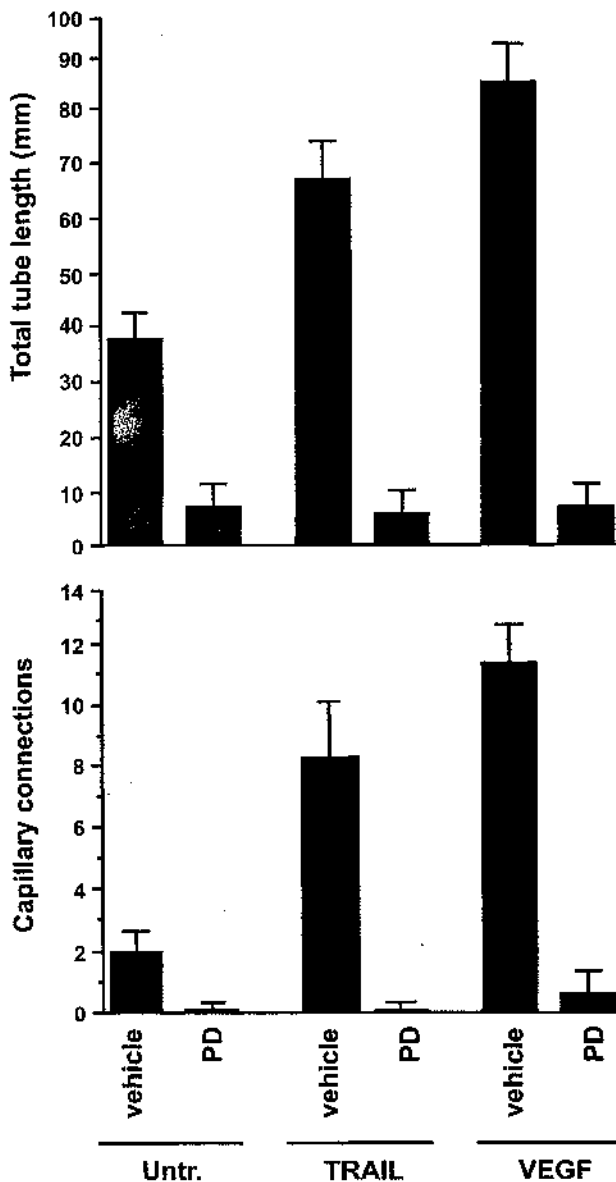 Total tube length (mm)
100
90
80
70
60
50
40
30
20
10
0
Capillary connections
14
12
10
8
6
4
2
0
vehicle
PD
vehicle
PD
vehicle
PD
Untr.
TRAIL
VEGF